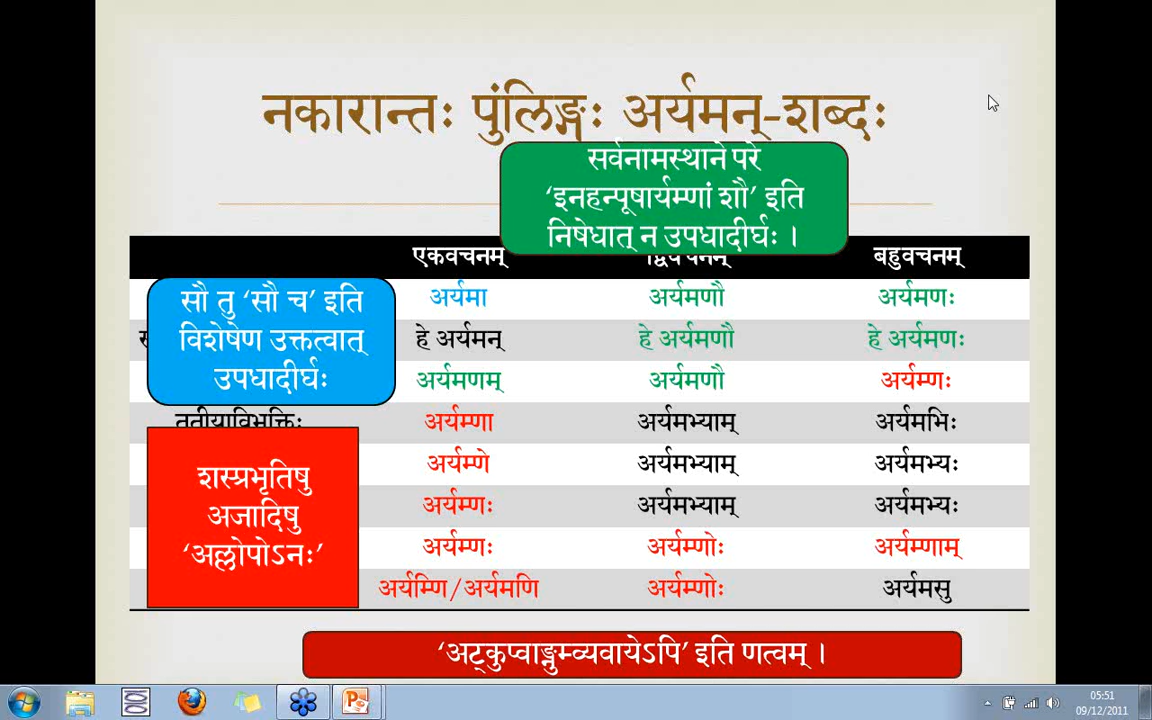 नकारान्तः पुंलिङ्गः अर्यमन्-शब्दः
सर्वनामस्थाने परे
‘इनहन्पूषार्यम्णां शौ’ इति
निषेधात् न उपधादीर्घः ।
एकवचनम् द्विवचनम् बहुवचनम्
सौ तु ‘सौ च’ इति
विशेषेण उक्तत्वात्
उपधादीर्घः
अर्यमा अर्यमणौ अर्यमणः
हे अर्यमन् हे अर्यमणौ हे अर्यमणः
अर्यमणम् अर्यमणौ अर्यम्णः
तृतीयाविभक्तिः अर्यम्णा अर्यमभ्याम् अर्यमभिः
शस्प्रभृतिषु
अजादिषु
‘अल्लोपोऽनः’
अर्यम्णे अर्यमभ्याम् अर्यमभ्यः
अर्यम्णः अर्यमभ्याम् अर्यमभ्यः
अर्यम्णः अर्यम्णोः अर्यम्णाम्
अर्यम्णि/अर्यमणि अर्यम्णोः अर्यमसु
‘अट्कुप्वाङ्नुम्व्यवायेऽपि’ इति णत्वम् ।
05:51
09/12/2011